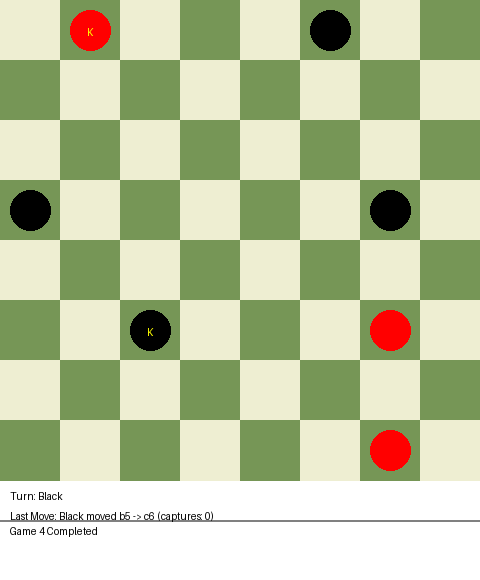 K
K
Turn: Black
Last Move: Black moved b5 -> c6 (captures: 0)
Game 4 Completed